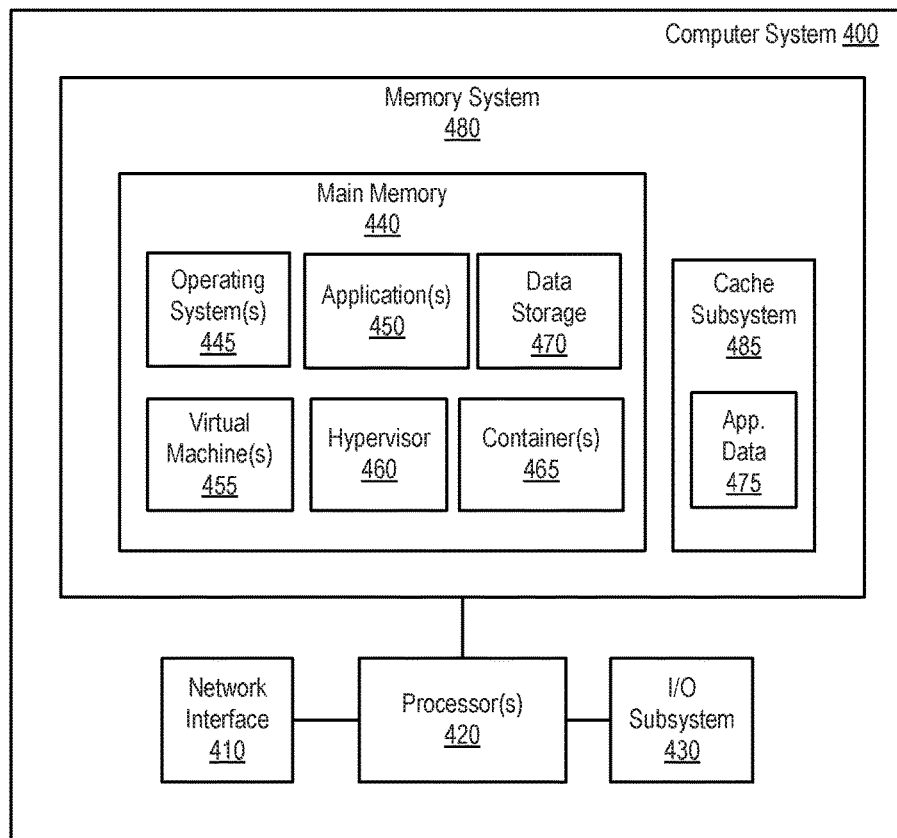 Computer System 400
Memory System
480
Main Memory
440
Operating
System(s)
445
Application(s)
450
Data
Storage
470
Virtual
Machine(s)
455
Hypervisor
460
Container(s)
465
Cache
Subsystem
485
App.
Data
475
Network
Interface
410
Processor(s)
420
I/O
Subsystem
430